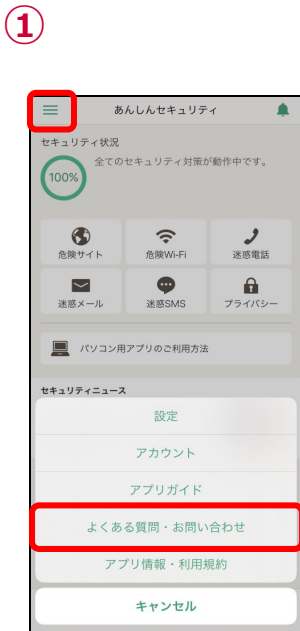 ①
あんしんセキュリティ
セキュリティ状況
100%
全てのセキュリティ対策が動作中です。
危険サイト
危険Wi-Fi
迷惑電話
迷惑メール
迷惑SMS
プライバシー
パソコン用アプリのご利用方法
セキュリティニュース
設定
アカウント
アプリガイド
よくある質問・お問い合わせ
アプリ情報・利用規約
キャンセル